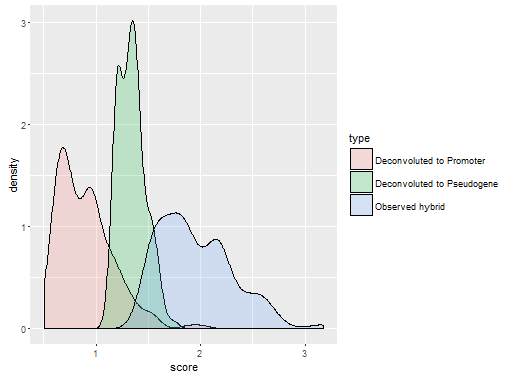 3
2
1
0
density
1
2
3
score
type
Deconvoluted to Promoter
Deconvoluted to Pseudogene
Observed hybrid